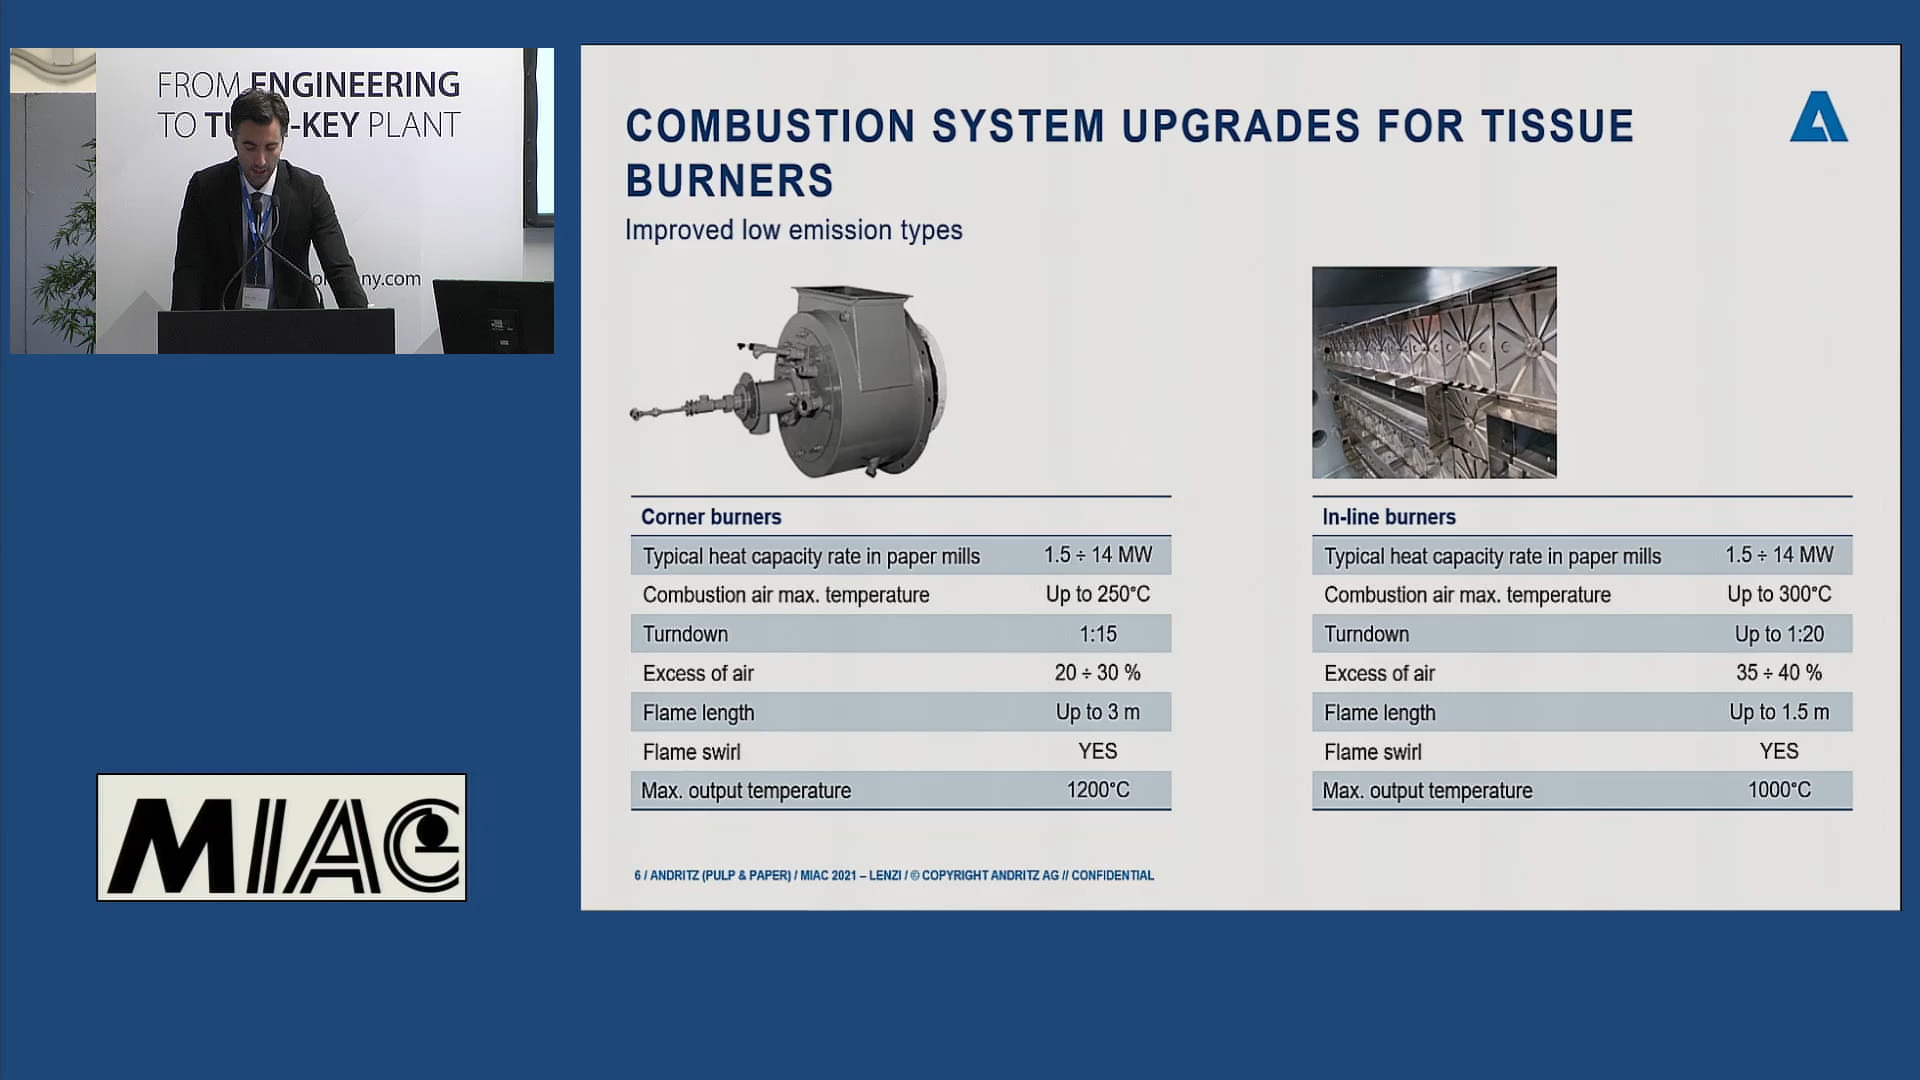 FROM ENGINEERING
TO -KEY PLANT
ny.com
COMBUSTION SYSTEM UPGRADES FOR TISSUE
BURNERS
Improved low emission types
Corner burners
Typical heat capacity rate in paper mills 1.5 ÷ 14 MW
Combustion air max. temperature Up to 250°C
Turndown 1:15
Excess of air 20 ÷ 30 %
Flame length Up to 3 m
Flame swirl YES
Max. output temperature 1200°C
In-line burners
Typical heat capacity rate in paper mills 1.5 ÷ 14 MW
Combustion air max. temperature Up to 300°C
Turndown Up to 1:20
Excess of air 35 ÷ 40 %
Flame length Up to 1.5 m
Flame swirl YES
Max. output temperature 1000°C
6 / ANDRITZ (PULP & PAPER) / MIAC 2021 – LENZI / © COPYRIGHT ANDRITZ AG // CONFIDENTIAL
MIAC